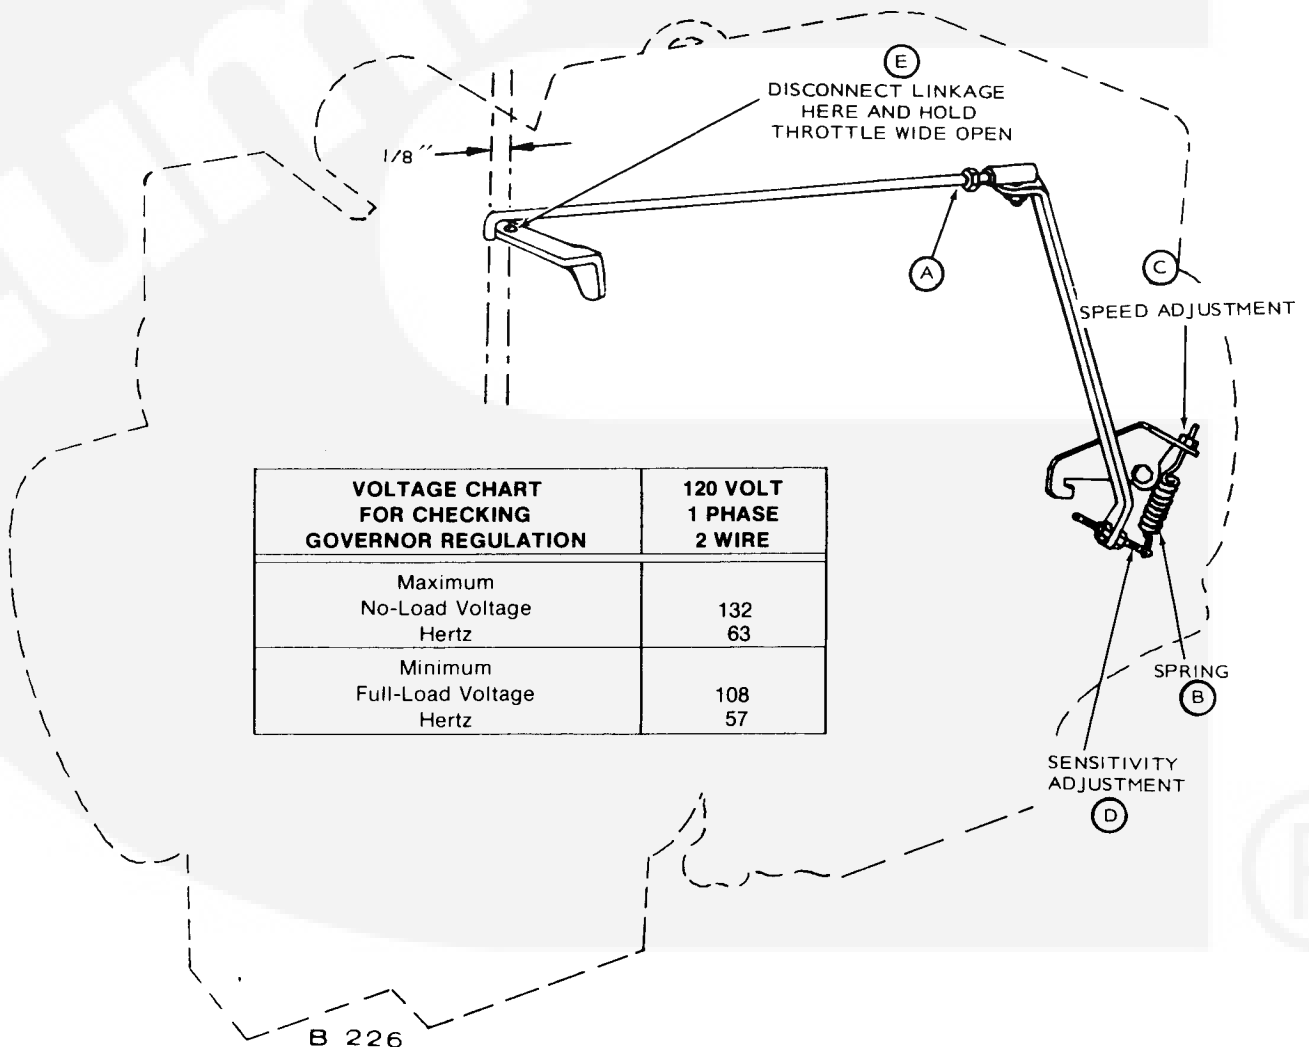 E
DISCONNECT LINKAGE
HERE AND HOLD
THROTTLE WIDE OPEN
1/8"
A
C
SPEED ADJUSTMENT
VOLTAGE CHART
FOR CHECKING
GOVERNOR REGULATION
120 VOLT
1 PHASE
2 WIRE
Maximum
No-Load Voltage 132
Hertz 63
Minimum
Full-Load Voltage 108
Hertz 57
SPRING
B
SENSITIVITY
ADJUSTMENT
D
B 226